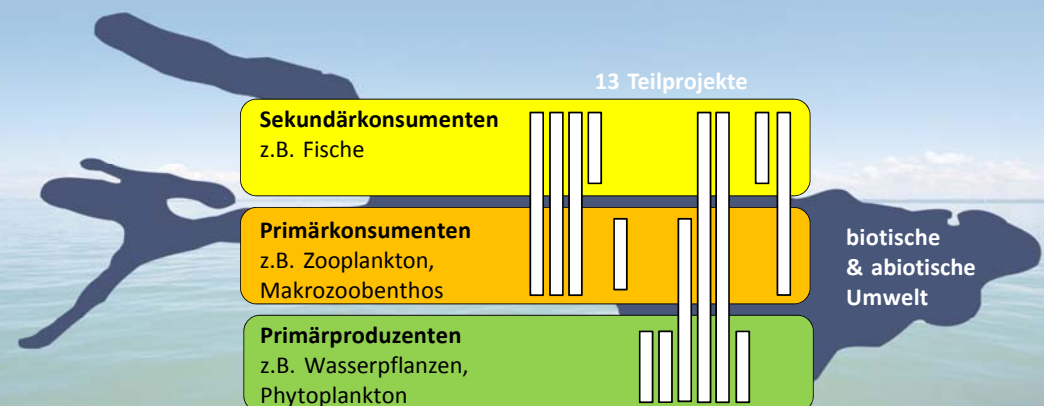 13 Teilprojekte
Sekundärkonsumenten
z.B. Fische
Primärkonsumenten
z.B. Zooplankton,
Makrozoobenthos
biotische
& abiotische
Umwelt
Primärproduzenten
z.B. Wasserpflanzen,
Phytoplankton